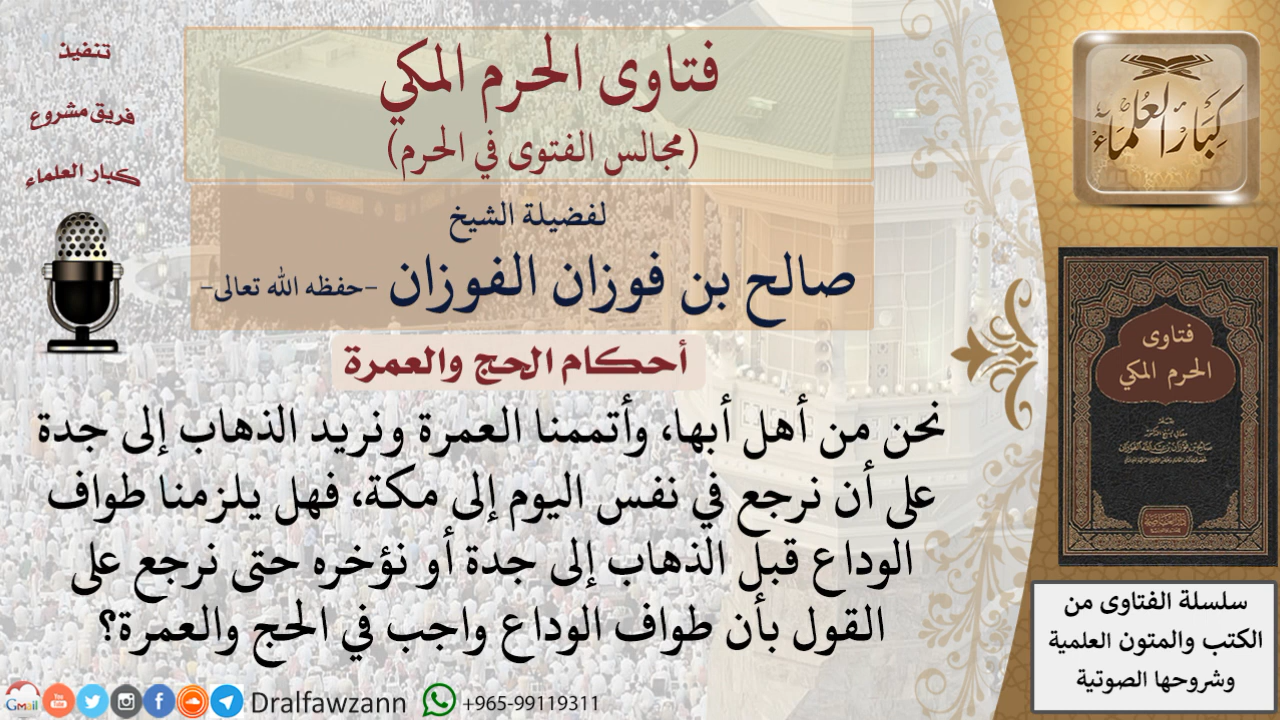 فتاوى الحرم المكي
(مجالس الفتوى في الحرم)
لفضيلة الشيخ
صالح بن فوزان الفوزان -حفظه الله تعالى-
أحكام الحج والعمرة
نحن من أهل أبها، وأتممنا العمرة ونريد الذهاب إلى جدة
على أن نرجع في نفس اليوم إلى مكة، فهل يلزمنا طواف
الوداع قبل الذهاب إلى جدة أو نؤخره حتى نرجع على
القول بأن طواف الوداع واجب في الحج والعمرة؟
تنفيذ
فريق مشروع
كبار العلماء
كبار العلماء
فتاوى
الحرم المكي
سلسلة الفتاوى من
الكتب والمتون العلمية
وشروحها الصوتية
Gmail
You Tube
Dralfawzann
+965-99119311